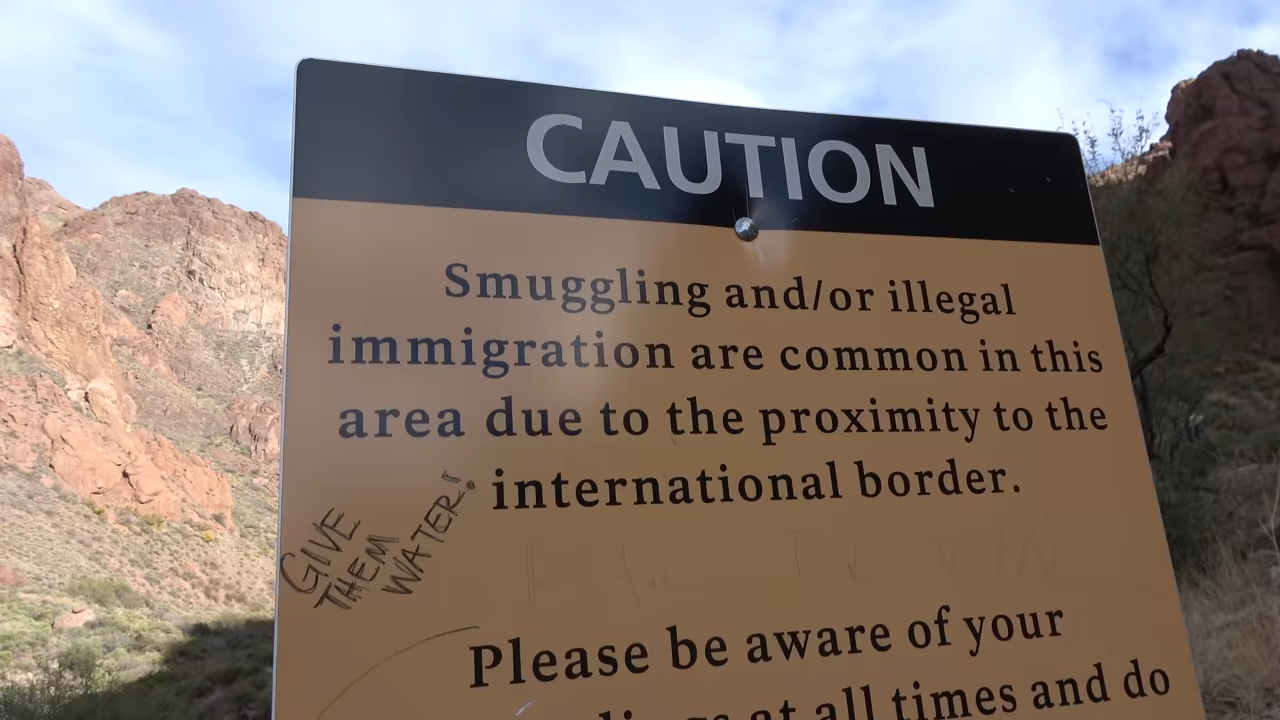 CAUTION
Smuggling and/or illegal
immigration are common in this
area due to the proximity to the
international border.
GIVE
THEM
WATER!
Please be aware of your
at all times and do